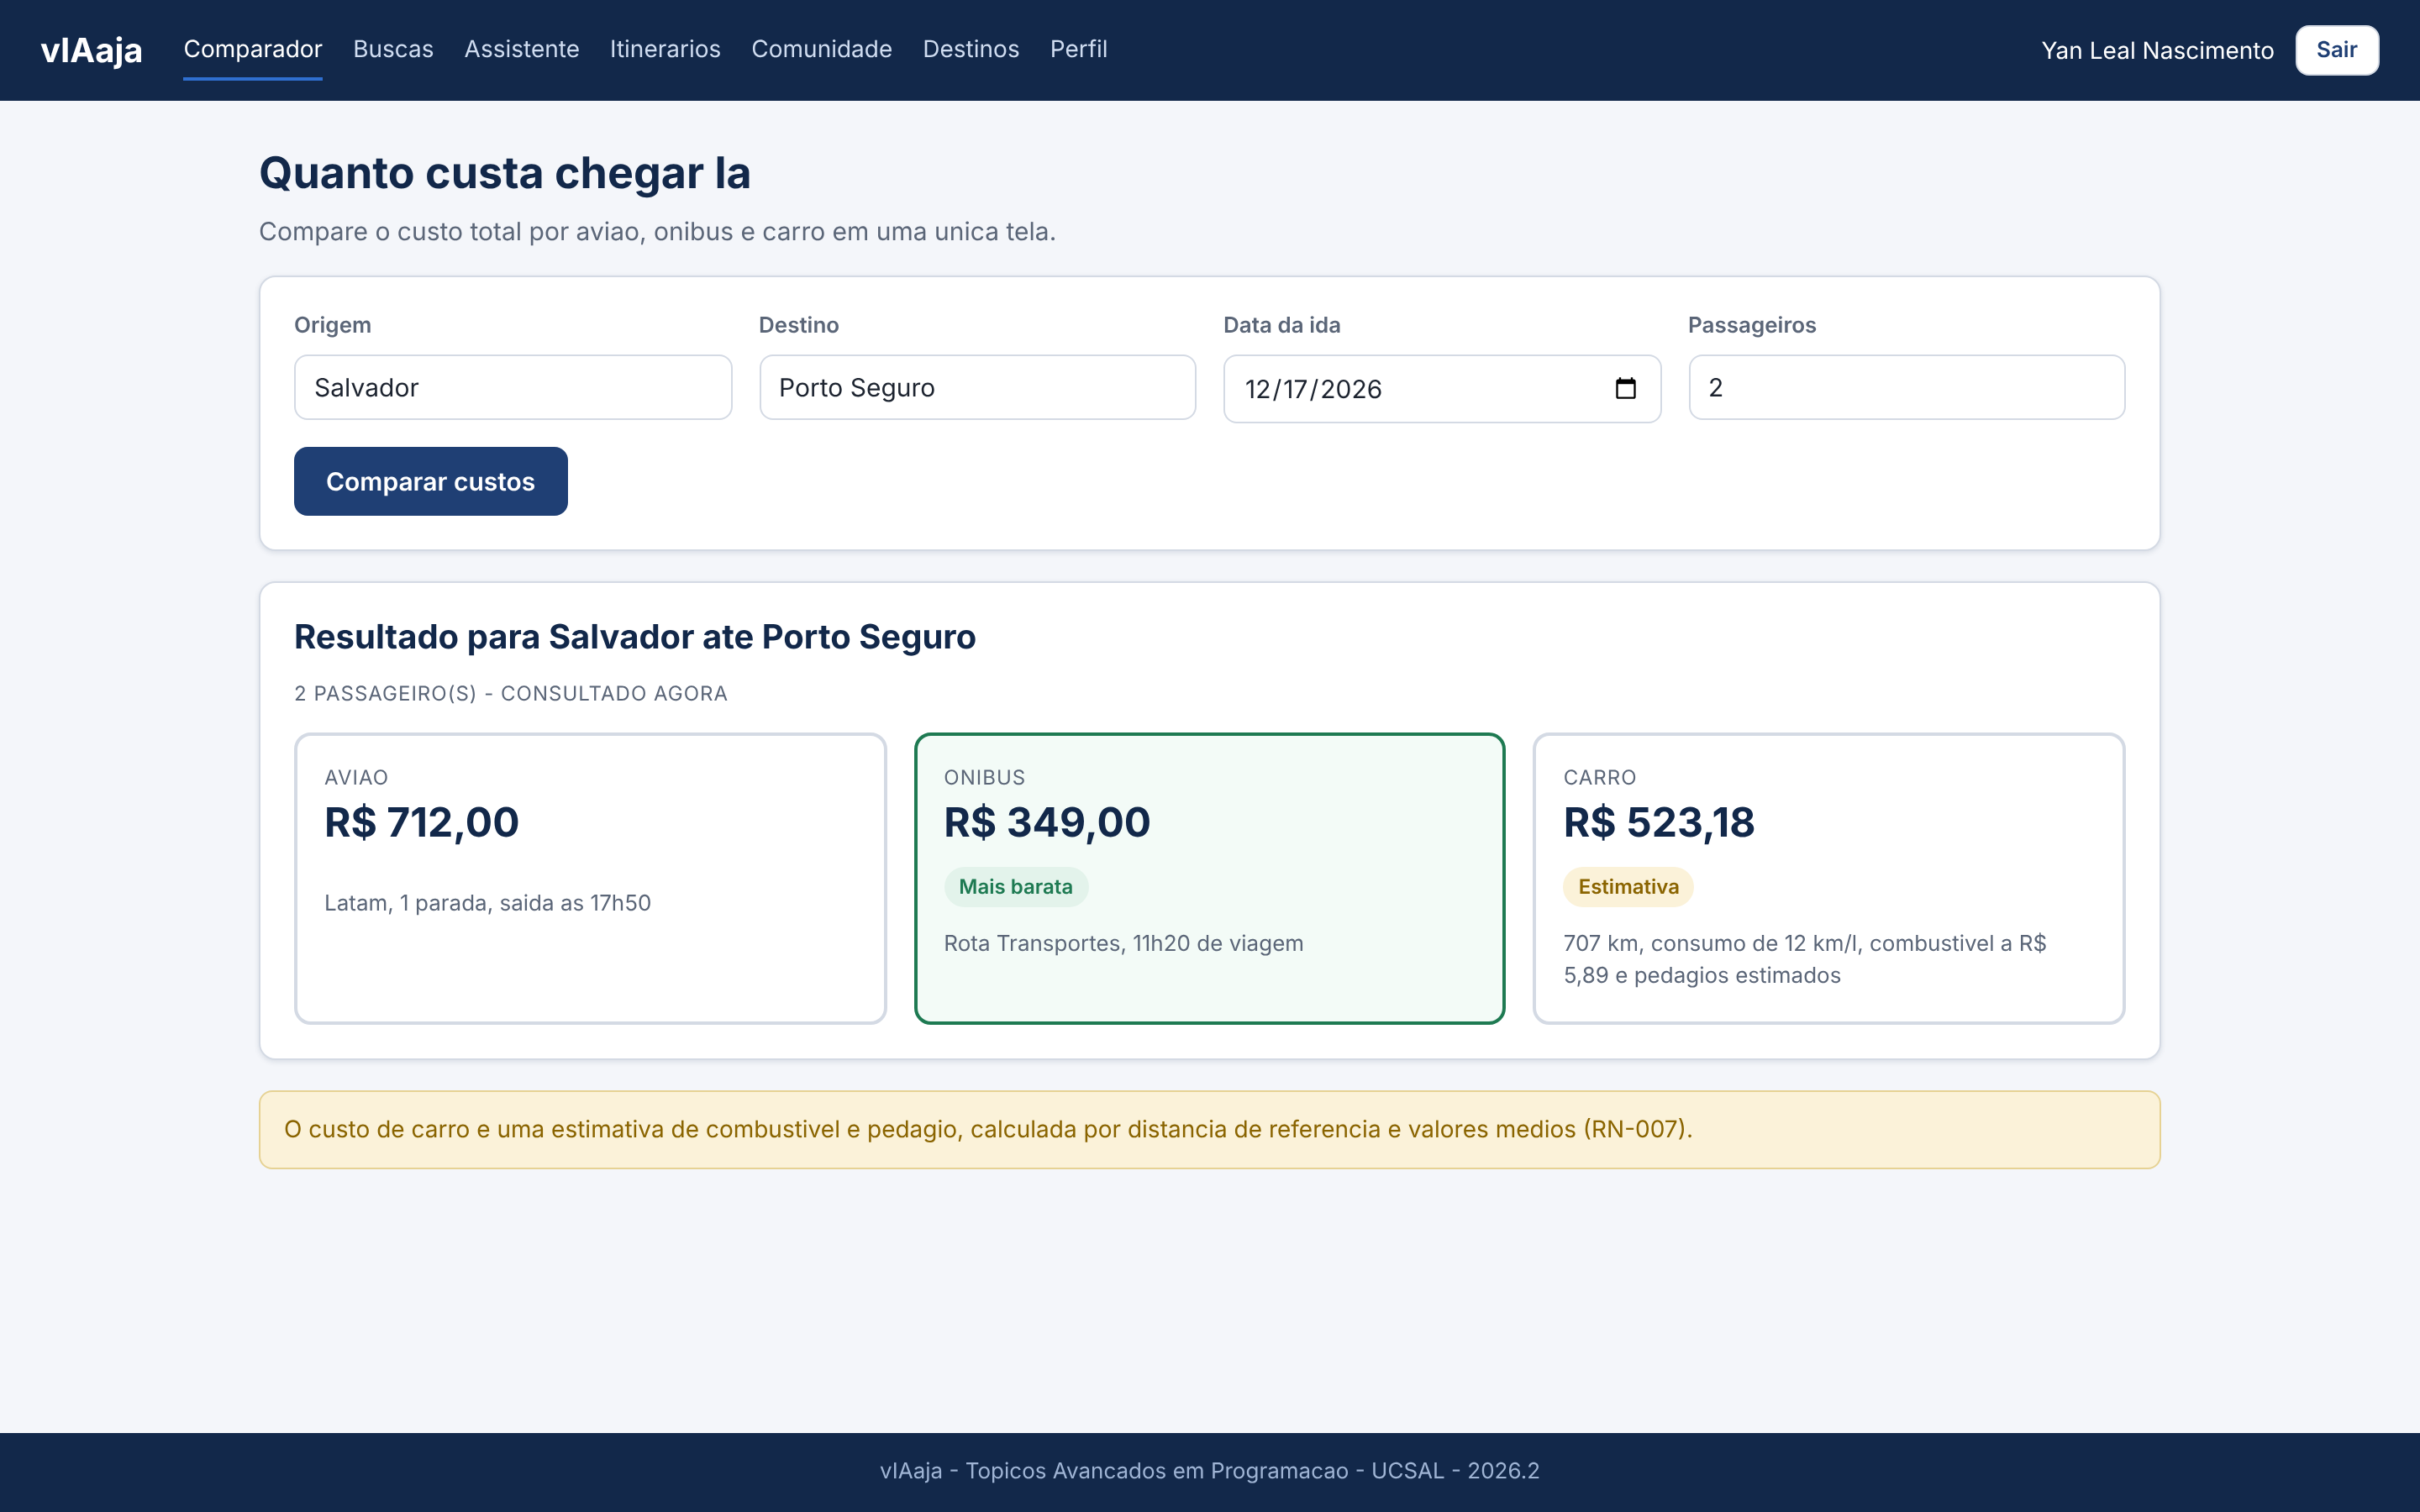 vIAaja
Comparador
Buscas
Assistente
Itinerarios
Comunidade
Destinos
Perfil
Yan Leal Nascimento
Sair
Quanto custa chegar la
Compare o custo total por aviao, onibus e carro em uma unica tela.
Origem
Salvador
Destino
Porto Seguro
Data da ida
12/17/2026
Passageiros
2
Comparar custos
Resultado para Salvador ate Porto Seguro
2 PASSAGEIRO(S) - CONSULTADO AGORA
AVIAO
R$ 712,00
Latam, 1 parada, saida as 17h50
ONIBUS
R$ 349,00
Mais barata
Rota Transportes, 11h20 de viagem
CARRO
R$ 523,18
Estimativa
707 km, consumo de 12 km/l, combustivel a R$
5,89 e pedagios estimados
O custo de carro e uma estimativa de combustivel e pedagio, calculada por distancia de referencia e valores medios (RN-007).
vIAaja - Topicos Avancados em Programacao - UCSAL - 2026.2